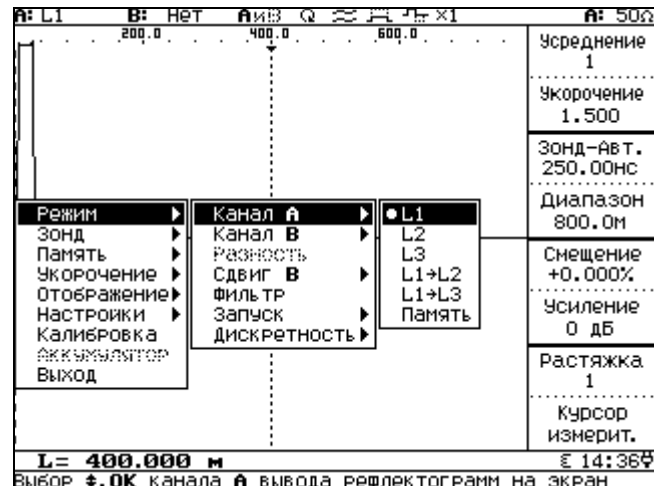 A: L1 B: Нет АиВ Q ×1 A: 50Ω
200.0 400.0 600.0
Усреднение
1
Укорочение
1.500
Зонд-Авт.
250.00нс
Диапазон
800.0м
Смещение
+0.000%
Усиление
0 дБ
Растяжка
1
Курсор
измерит.
Режим
Зонд
Память
Укорочение
Отображение
Настройки
Калибровка
Аккумулятор
Выход
Канал А
Канал В
Разность
Сдвиг В
Фильтр
Запуск
Дискретность
L1
L2
L3
L1→L2
L1→L3
Память
L= 400.000 м
14:36
Выбор ↕,ОК канала А вывода рефлектограмм на экран